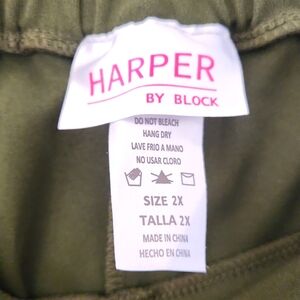 HARPER
BY BLOCK
DO NOT BLEACH
HANG DRY
LAVE FRIO A MANO
NO USAR CLORO
SIZE 2X
TALLA 2X
MADE IN CHINA
HECHO EN CHINA